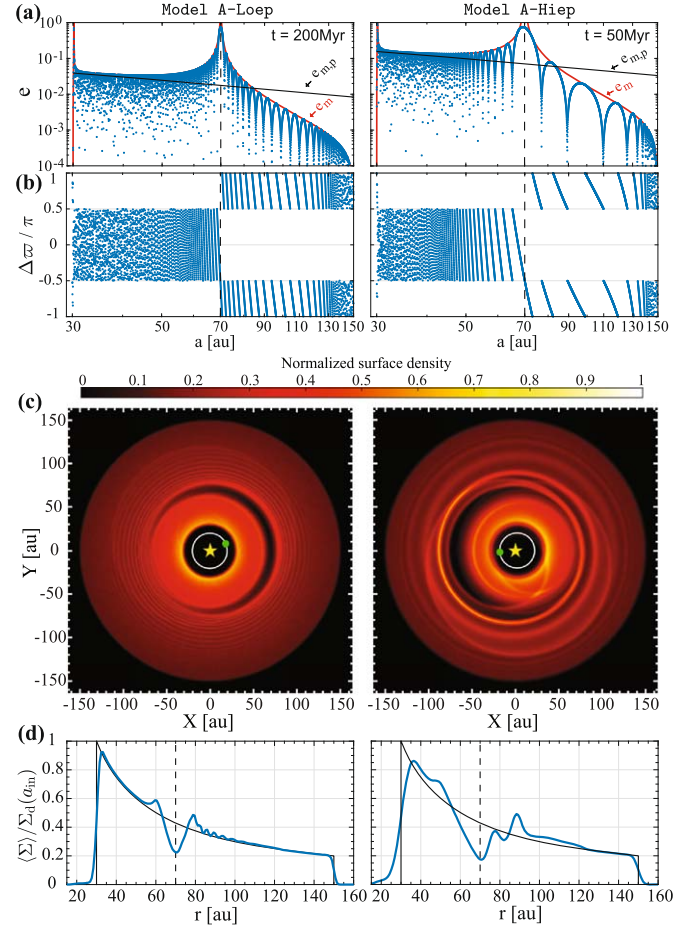 Model A-Loep Model A-Hiep
(a)
t = 200Myr t = 50Myr
10⁰
10⁻¹
10⁻²
10⁻³
10⁻⁴
e
e_{m,p} e_{m,p}
e_m e_m
(b)
1
0.5
0
-0.5
-1
Δϖ / π
30 50 70 90 110 130 150 30 50 70 90 110 130 150
a [au] a [au]
Normalized surface density
0 0.1 0.2 0.3 0.4 0.5 0.6 0.7 0.8 0.9 1
(c)
150
100
50
0
-50
-100
-150
Y [au]
-150 -100 -50 0 50 100 150 -150 -100 -50 0 50 100 150
X [au] X [au]
(d)
1
0.8
0.6
0.4
0.2
0
⟨Σ⟩/Σ_d(a_in)
20 40 60 80 100 120 140 160 20 40 60 80 100 120 140 160
r [au] r [au]